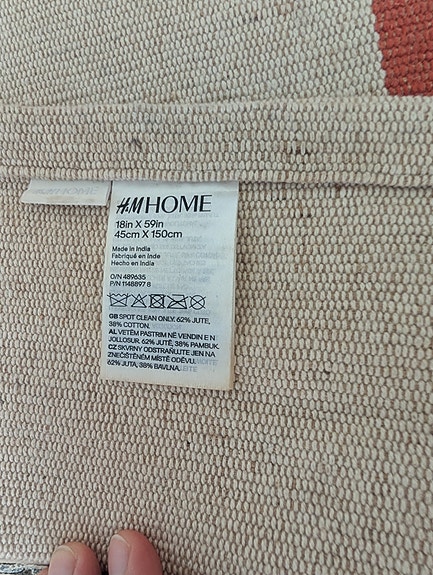 H&M HOME
18in X 59in
45cm X 150cm
Made in India
Fabriqué en Inde
Hecho en India
O/N 489635
P/N 1148897 8
GB SPOT CLEAN ONLY. 62% JUTE,
38% COTTON.
AL VETËM PASTRIM NË VENDIN E N
JOLLOSUR. 62% JUTË, 38% PAMBUK.
CZ SKVRNY ODSTRAŇUJTE JEN NA
ZNEČIŠTĚNÉM MÍSTĚ ODĚVU.
62% JUTA, 38% BAVLNA.